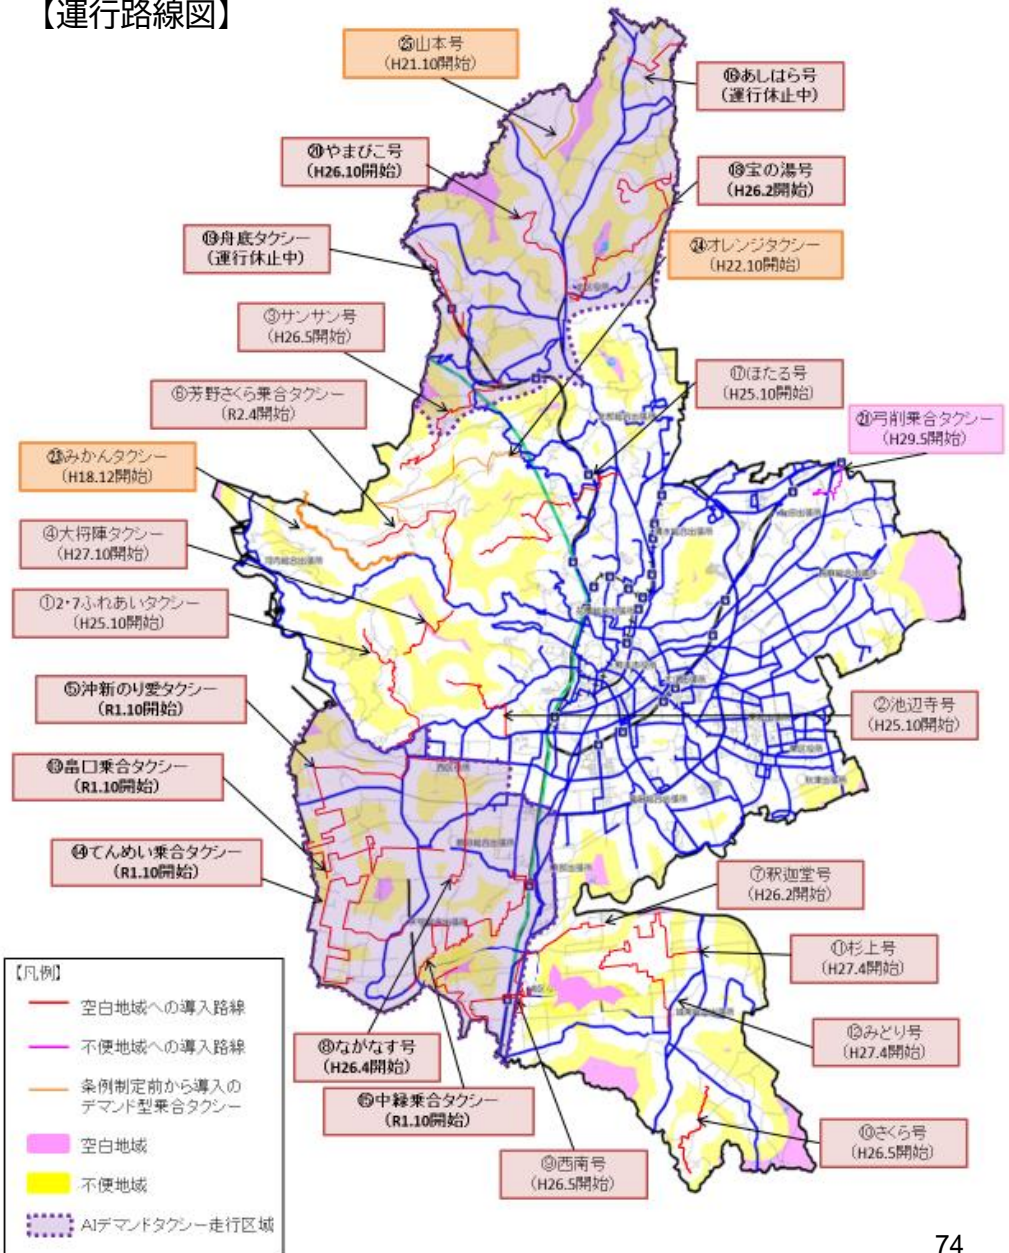 【運行路線図】
㉕山本号
(H21.10開始)
⑯あしはら号
(運行休止中)
⑳やまびこ号
(H26.10開始)
⑱宝の湯号
(H26.2開始)
⑲舟底タクシー
(運行休止中)
㉔オレンジタクシー
(H22.10開始)
③サンサン号
(H26.5開始)
⑰ほたる号
(H25.10開始)
⑥芳野さくら乗合タクシー
(R2.4開始)
㉑弓削乗合タクシー
(H29.5開始)
㉓みかんタクシー
(H18.12開始)
④大将陣タクシー
(H27.10開始)
①2・7ふれあいタクシー
(H25.10開始)
⑤沖新のり愛タクシー
(R1.10開始)
②池辺寺号
(H25.10開始)
⑬畠口乗合タクシー
(R1.10開始)
⑭てんめい乗合タクシー
(R1.10開始)
⑦釈迦堂号
(H26.2開始)
⑪杉上号
(H27.4開始)
⑫みどり号
(H27.4開始)
⑧ながなす号
(H26.4開始)
⑮中緑乗合タクシー
(R1.10開始)
⑩さくら号
(H26.5開始)
⑨西南号
(H26.5開始)
【凡例】
空白地域への導入路線
不便地域への導入路線
条例制定前から導入の
デマンド型乗合タクシー
空白地域
不便地域
AIデマンドタクシー走行区域
74